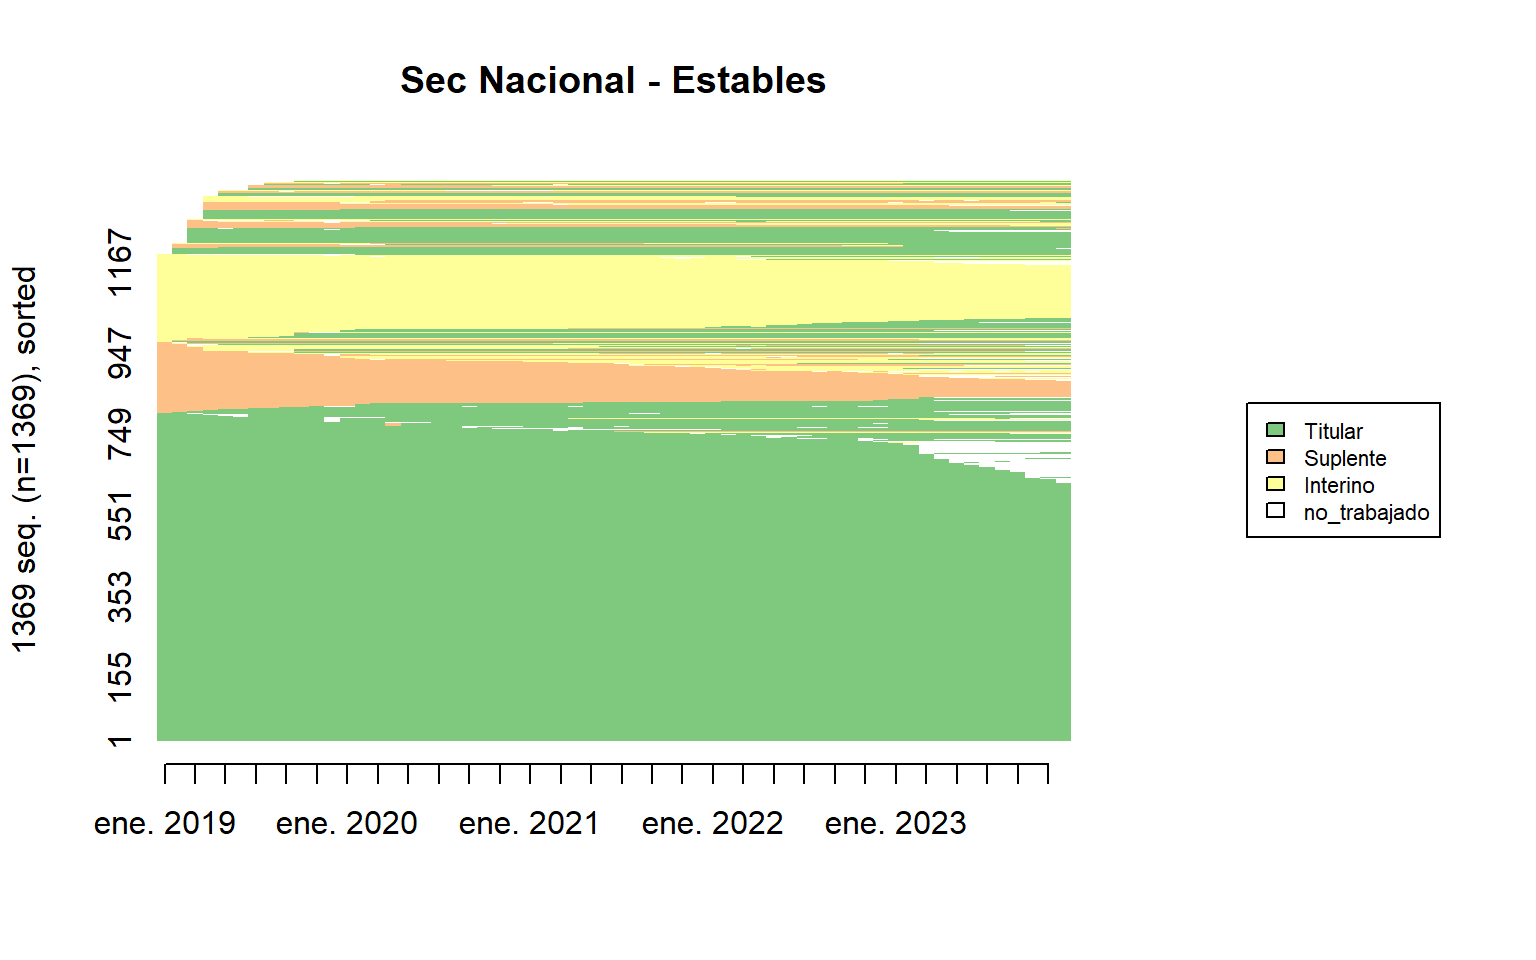 Sec Nacional - Estables
1369 seq. (n=1369), sorted
1167
947
749
551
353
155
1
ene. 2019
ene. 2020
ene. 2021
ene. 2022
ene. 2023
Titular
Suplente
Interino
no_trabajado